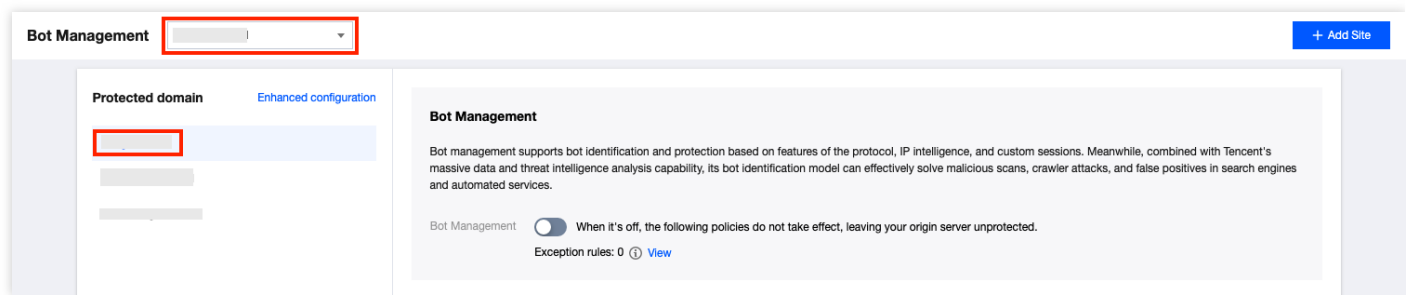 Bot Management
+ Add Site
Protected domain
Enhanced configuration
Bot Management
Bot management supports bot identification and protection based on features of the protocol, IP intelligence, and custom sessions. Meanwhile, combined with Tencent's
massive data and threat intelligence analysis capability, its bot identification model can effectively solve malicious scans, crawler attacks, and false positives in search engines
and automated services.
Bot Management
When it's off, the following policies do not take effect, leaving your origin server unprotected.
Exception rules: 0
View